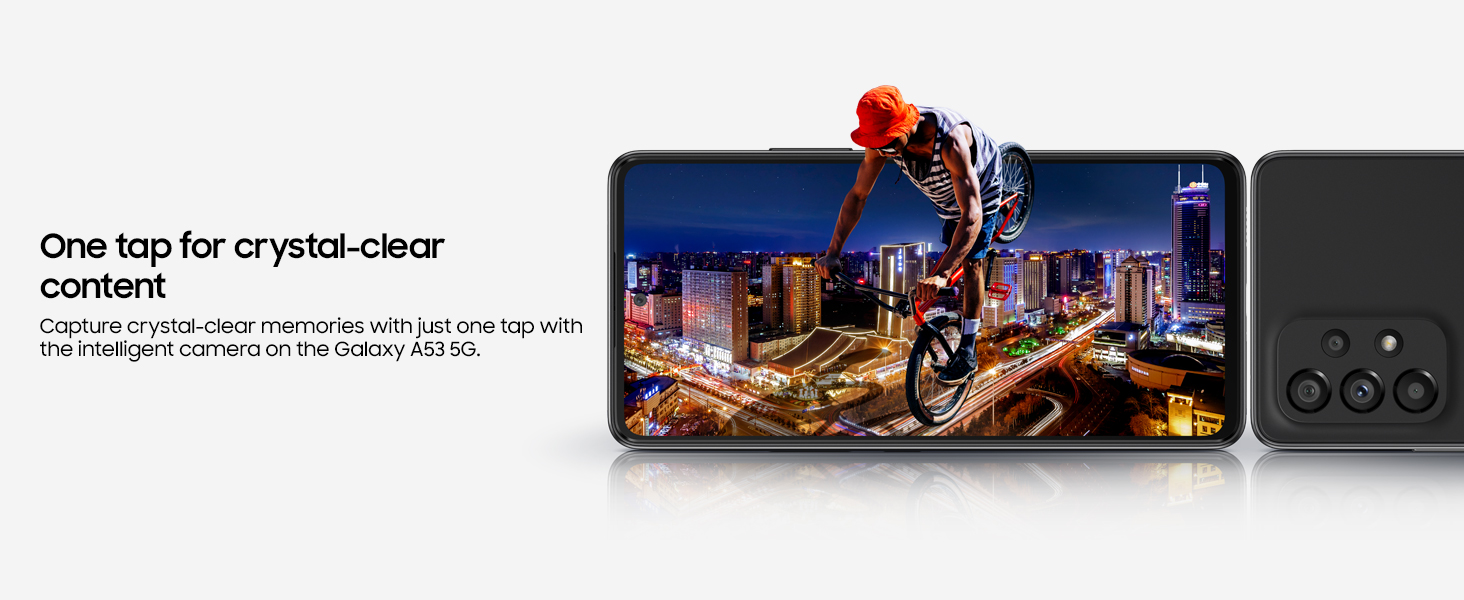 One tap for crystal-clear
content
Capture crystal-clear memories with just one tap with
the intelligent camera on the Galaxy A53 5G.